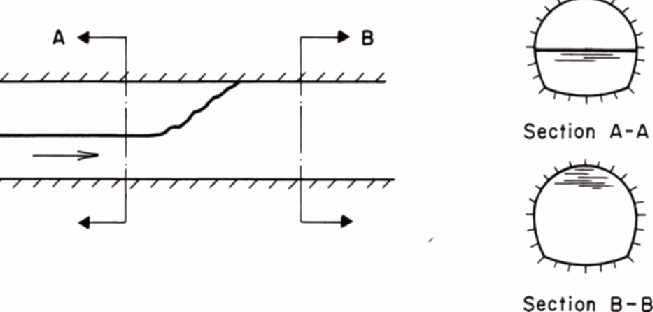 A
B
Section A-A
Section B-B